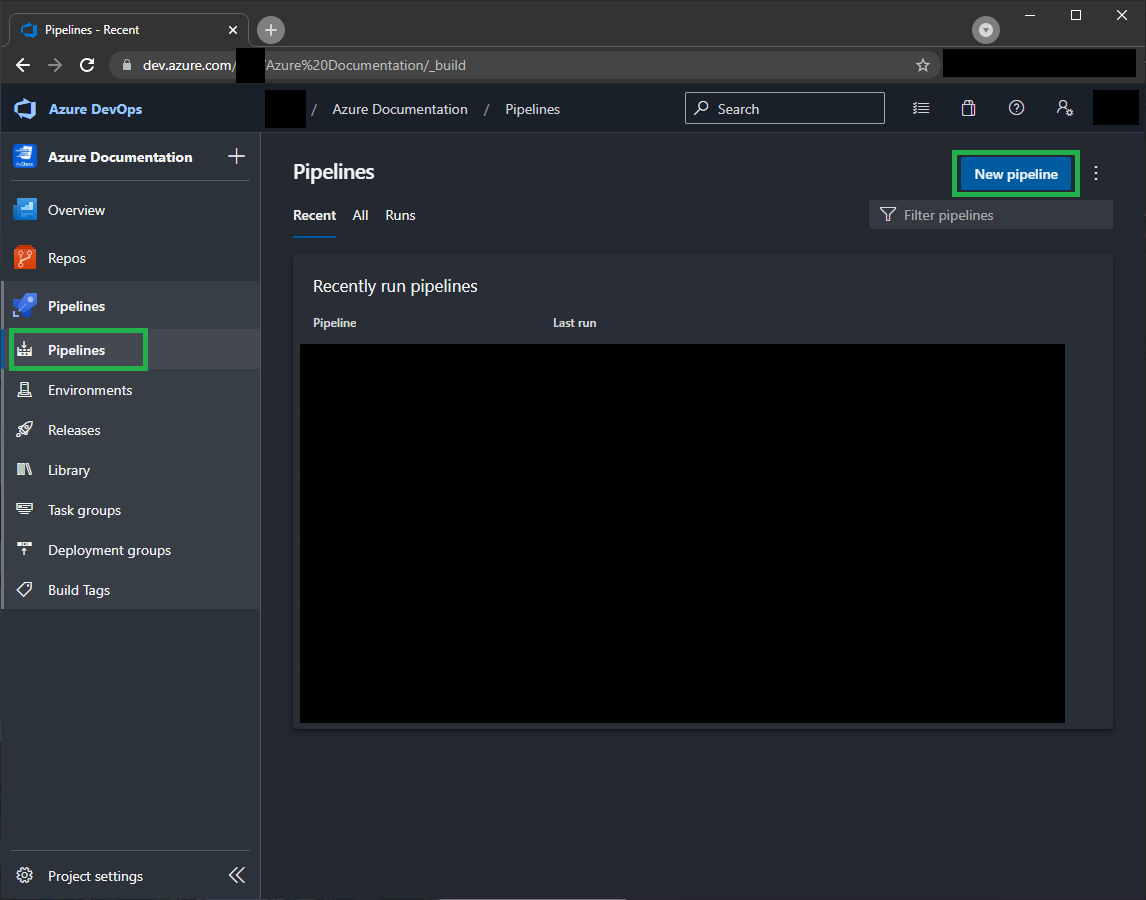 Pipelines - Recent
dev.azure.com/ /Azure%20Documentation/_build
Azure DevOps / Azure Documentation / Pipelines Search
Azure Documentation
Overview
Repos
Pipelines
Pipelines
Environments
Releases
Library
Task groups
Deployment groups
Build Tags
Project settings
Pipelines
New pipeline
Recent All Runs
Filter pipelines
Recently run pipelines
Pipeline Last run